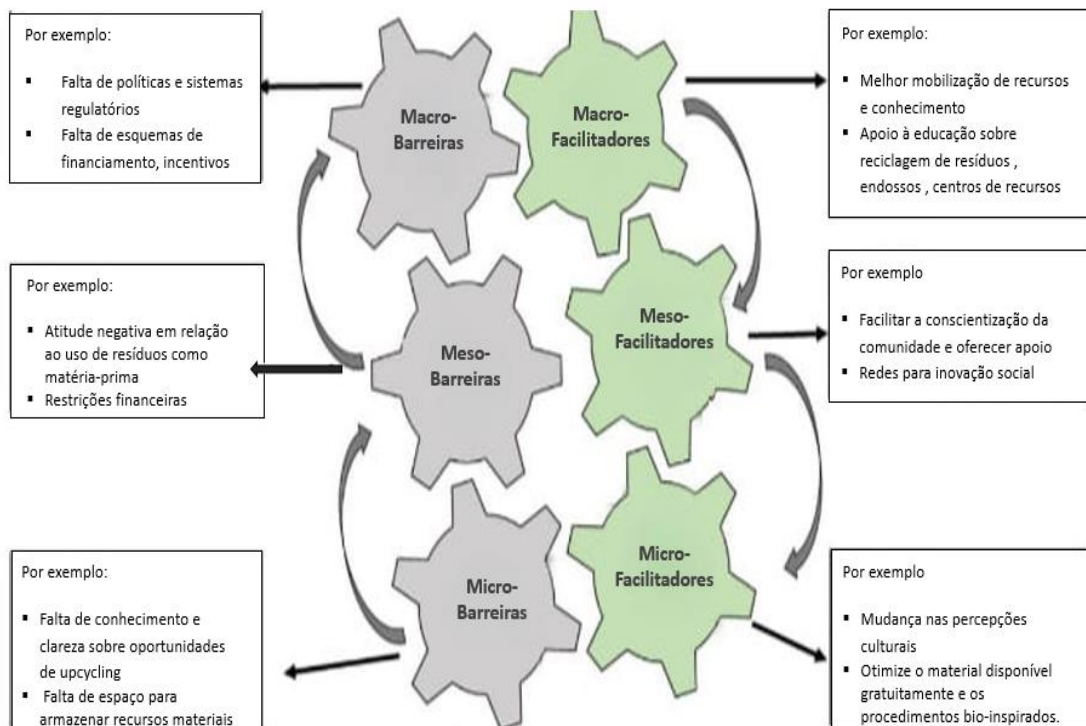 Por exemplo:
▪ Falta de políticas e sistemas
regulatórios
▪ Falta de esquemas de
financiamento, incentivos
Macro-
Barreiras
Macro-
Facilitadores
Por exemplo:
▪ Melhor mobilização de recursos
e conhecimento
▪ Apoio à educação sobre
reciclagem de resíduos ,
endossos , centros de recursos
Por exemplo:
▪ Atitude negativa em relação
ao uso de resíduos como
matéria-prima
▪ Restrições financeiras
Meso-
Barreiras
Meso-
Facilitadores
Por exemplo
▪ Facilitar a conscientização da
comunidade e oferecer apoio
▪ Redes para inovação social
Por exemplo:
▪ Falta de conhecimento e
clareza sobre oportunidades
de upcycling
▪ Falta de espaço para
armazenar recursos materiais
Micro-
Barreiras
Micro-
Facilitadores
Por exemplo
▪ Mudança nas percepções
culturais
▪ Otimize o material disponível
gratuitamente e os
procedimentos bio-inspirados.